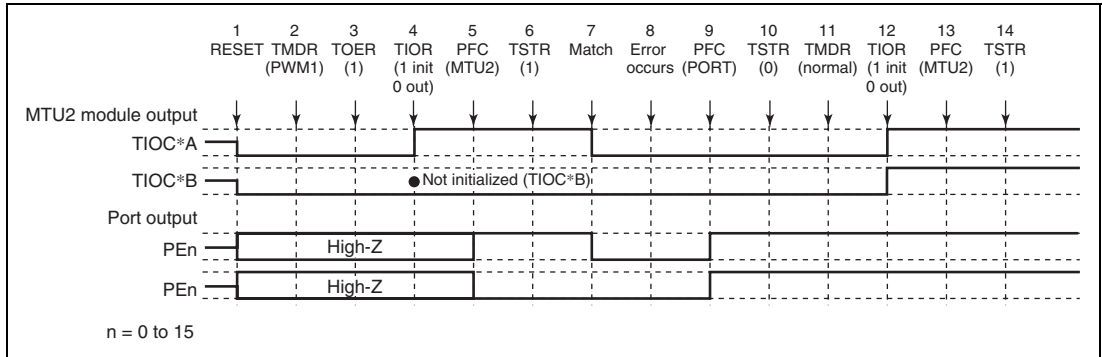 1 2 3 4 5 6 7 8 9 10 11 12 13 14
RESET TMDR TOER TIOR PFC TSTR Match Error PFC TSTR TMDR TIOR PFC TSTR
(PWM1) (1) (1 init (MTU2) (1) occurs (PORT) (0) (normal) (1 init (MTU2) (1)
0 out) 0 out)
MTU2 module output
TIOC*A
TIOC*B ●Not initialized (TIOC*B)
Port output
PEn High-Z
PEn High-Z
n = 0 to 15